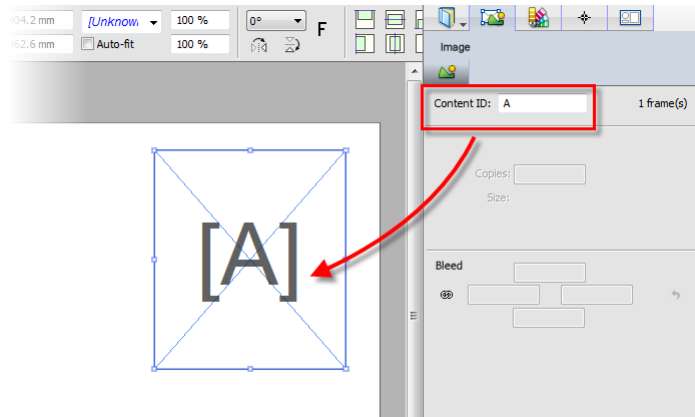 04.2 mm [Unknown 100 % 0° F
62.6 mm Auto-fit 100 %
Image
Content ID: A 1 frame(s)
Copies:
Size:
[A]
Bleed